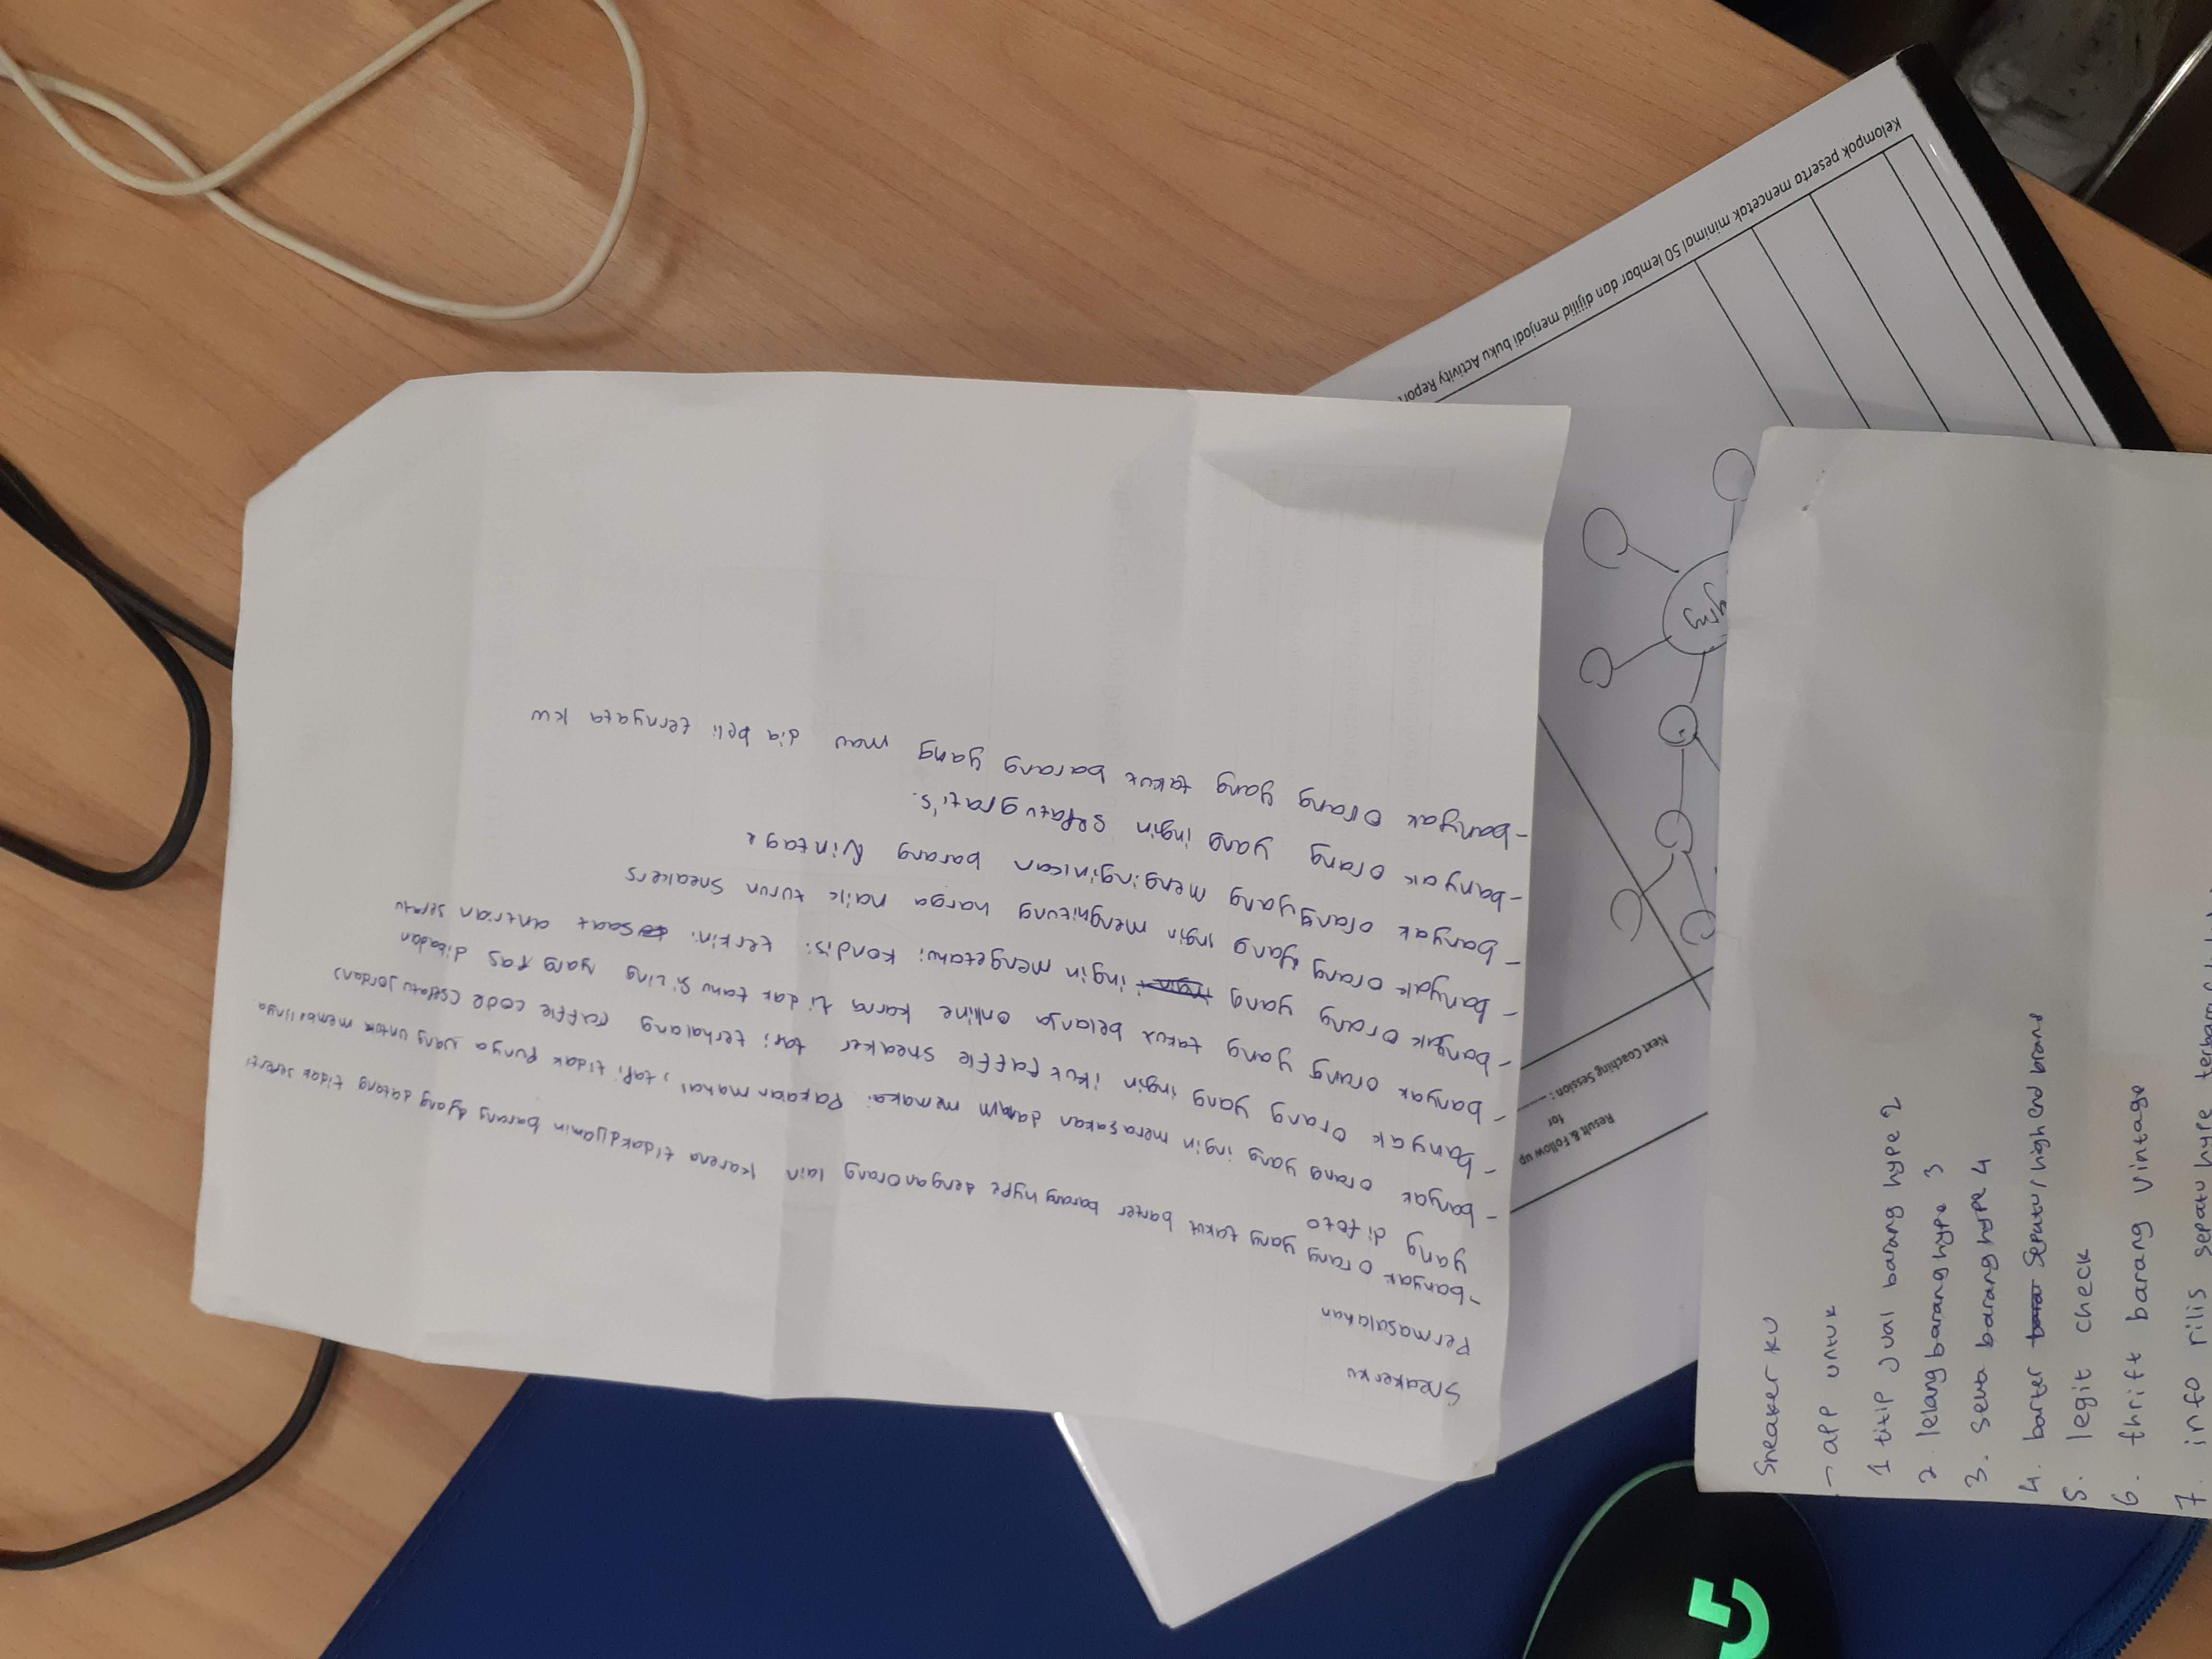 Sneakerku
Permasalahan
- banyak orang yang takut barter barang hype dengan orang lain karena tidak dijamin barang yang datang tidak seperti
yang di foto
- banyak orang yang ingin merasakan dalam memakai Pakaian mahal, tapi tidak punya uang untuk membelinya
- banyak orang yang ingin ikut raffle sneaker tapi terhalang raffle code (sepatu Jordan)
- banyak orang yang takut belanja online karna tidak tahu sizing yang pas dibadan
- banyak orang yang ingin mengetahui kondisi terkini saat antrian sepatu
- banyak orang yang ingin menghitung harga naik turun sneakers
- banyak orang yang menginginkan barang vintage
- banyak orang yang ingin sepatu gratis.
- banyak orang yang takut barang yang mau dia beli ternyata kw
Result & Follow up
for
Next Coaching Session:
Kelompok peserta mencetak minimal 50 lembar dan dijilid menjadi buku Activity Report
Sneaker ku
- app untuk
1 titip jual barang hype 2
2. lelang barang hype 3
3. sewa barang hype 4
4. barter sepatu/high end brand
5. legit check
6. thrift barang vintage
7. info rilis sepatu hype